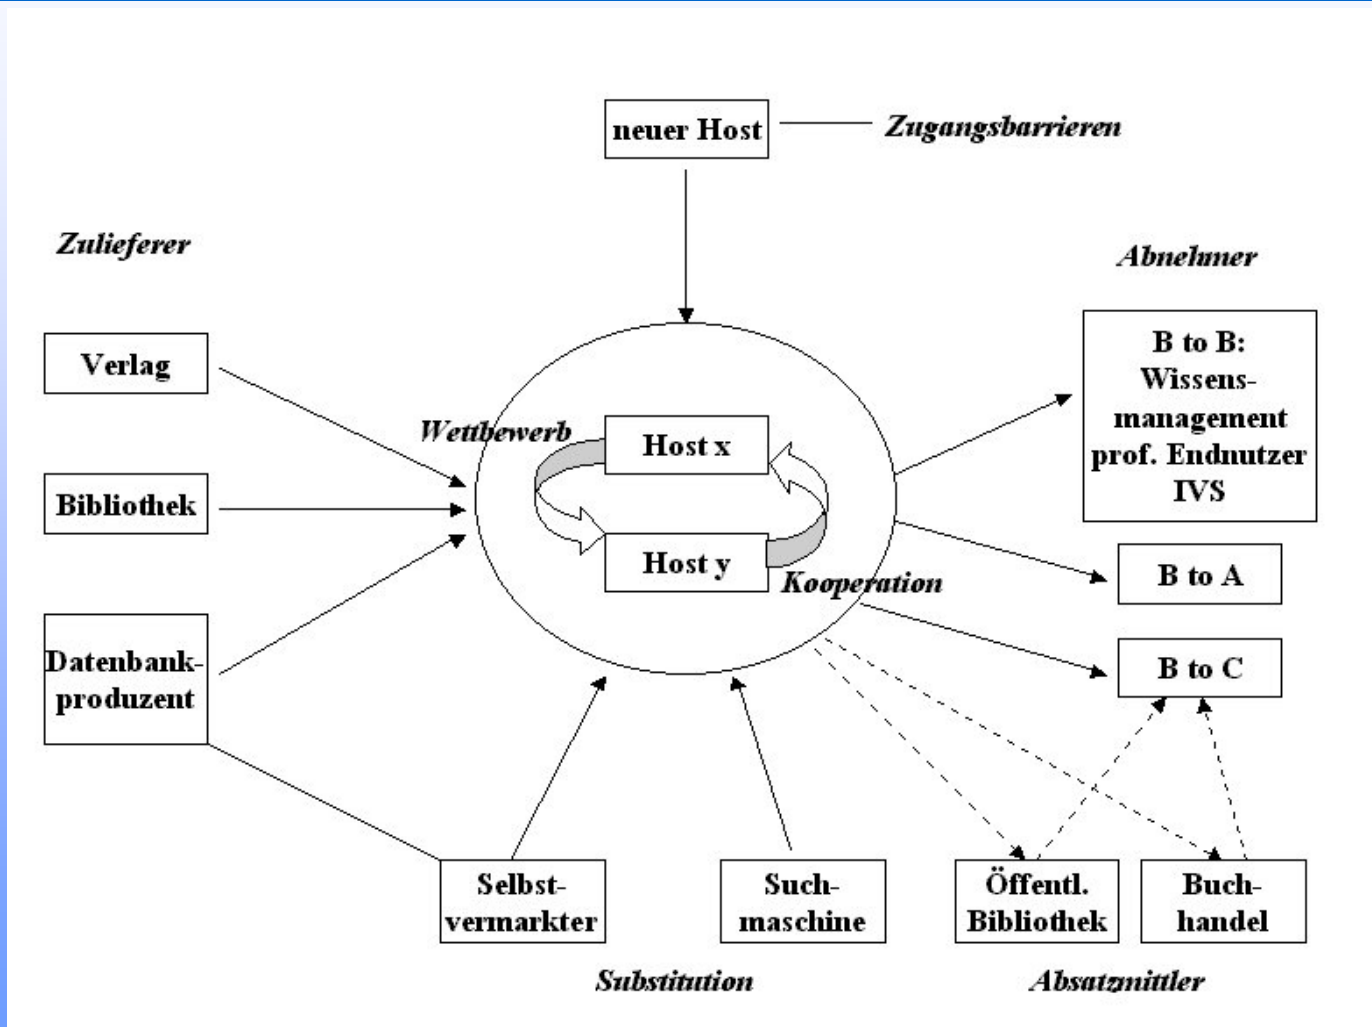 neuer Host
Zugangsbarrieren
Zulieferer
Abnehmer
Verlag
Bibliothek
Datenbank-
produzent
Wettbewerb
Host x
Host y
Kooperation
B to B:
Wissens-
management
prof. Endnutzer
IVS
B to A
B to C
Selbst-
vermarkter
Such-
maschine
Öffentl.
Bibliothek
Buch-
handel
Substitution
Absatzmittler